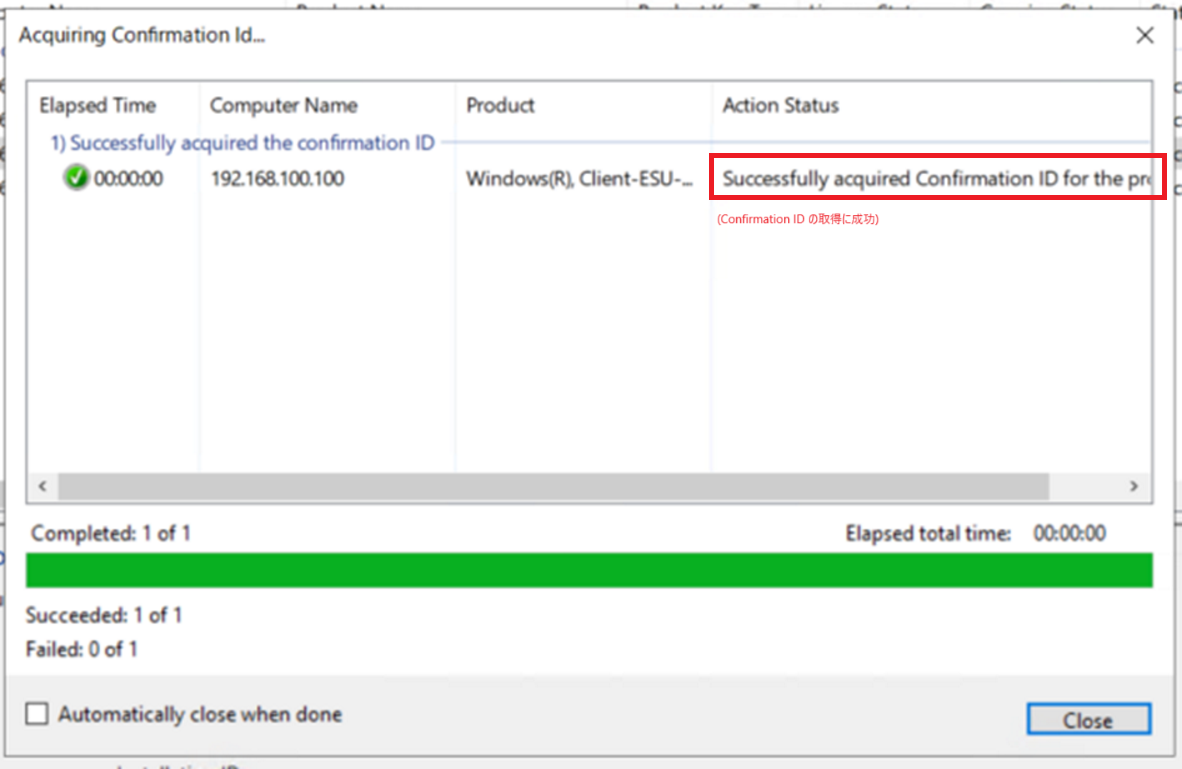 Acquiring Confirmation Id...
Elapsed Time Computer Name Product Action Status
1) Successfully acquired the confirmation ID
00:00:00 192.168.100.100 Windows(R), Client-ESU-... Successfully acquired Confirmation ID for the pr
(Confirmation ID の取得に成功)
Completed: 1 of 1 Elapsed total time: 00:00:00
Succeeded: 1 of 1
Failed: 0 of 1
Automatically close when done
Close